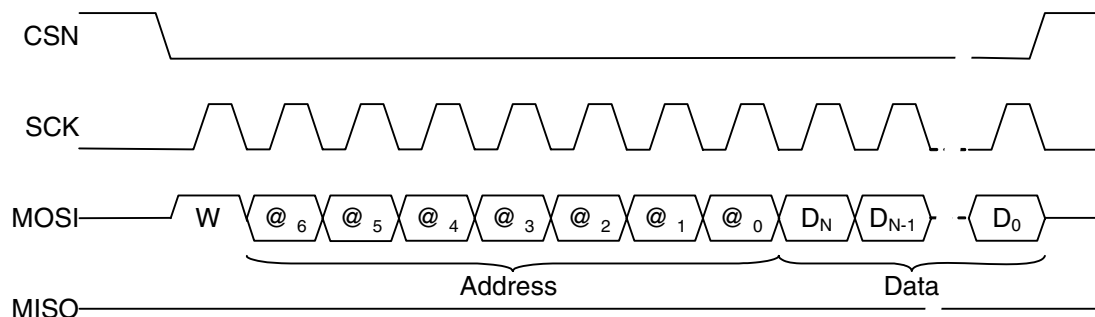 CSN
SCK
MOSI W @ 6 @ 5 @ 4 @ 3 @ 2 @ 1 @ 0 DN DN-1 D0
Address Data
MISO